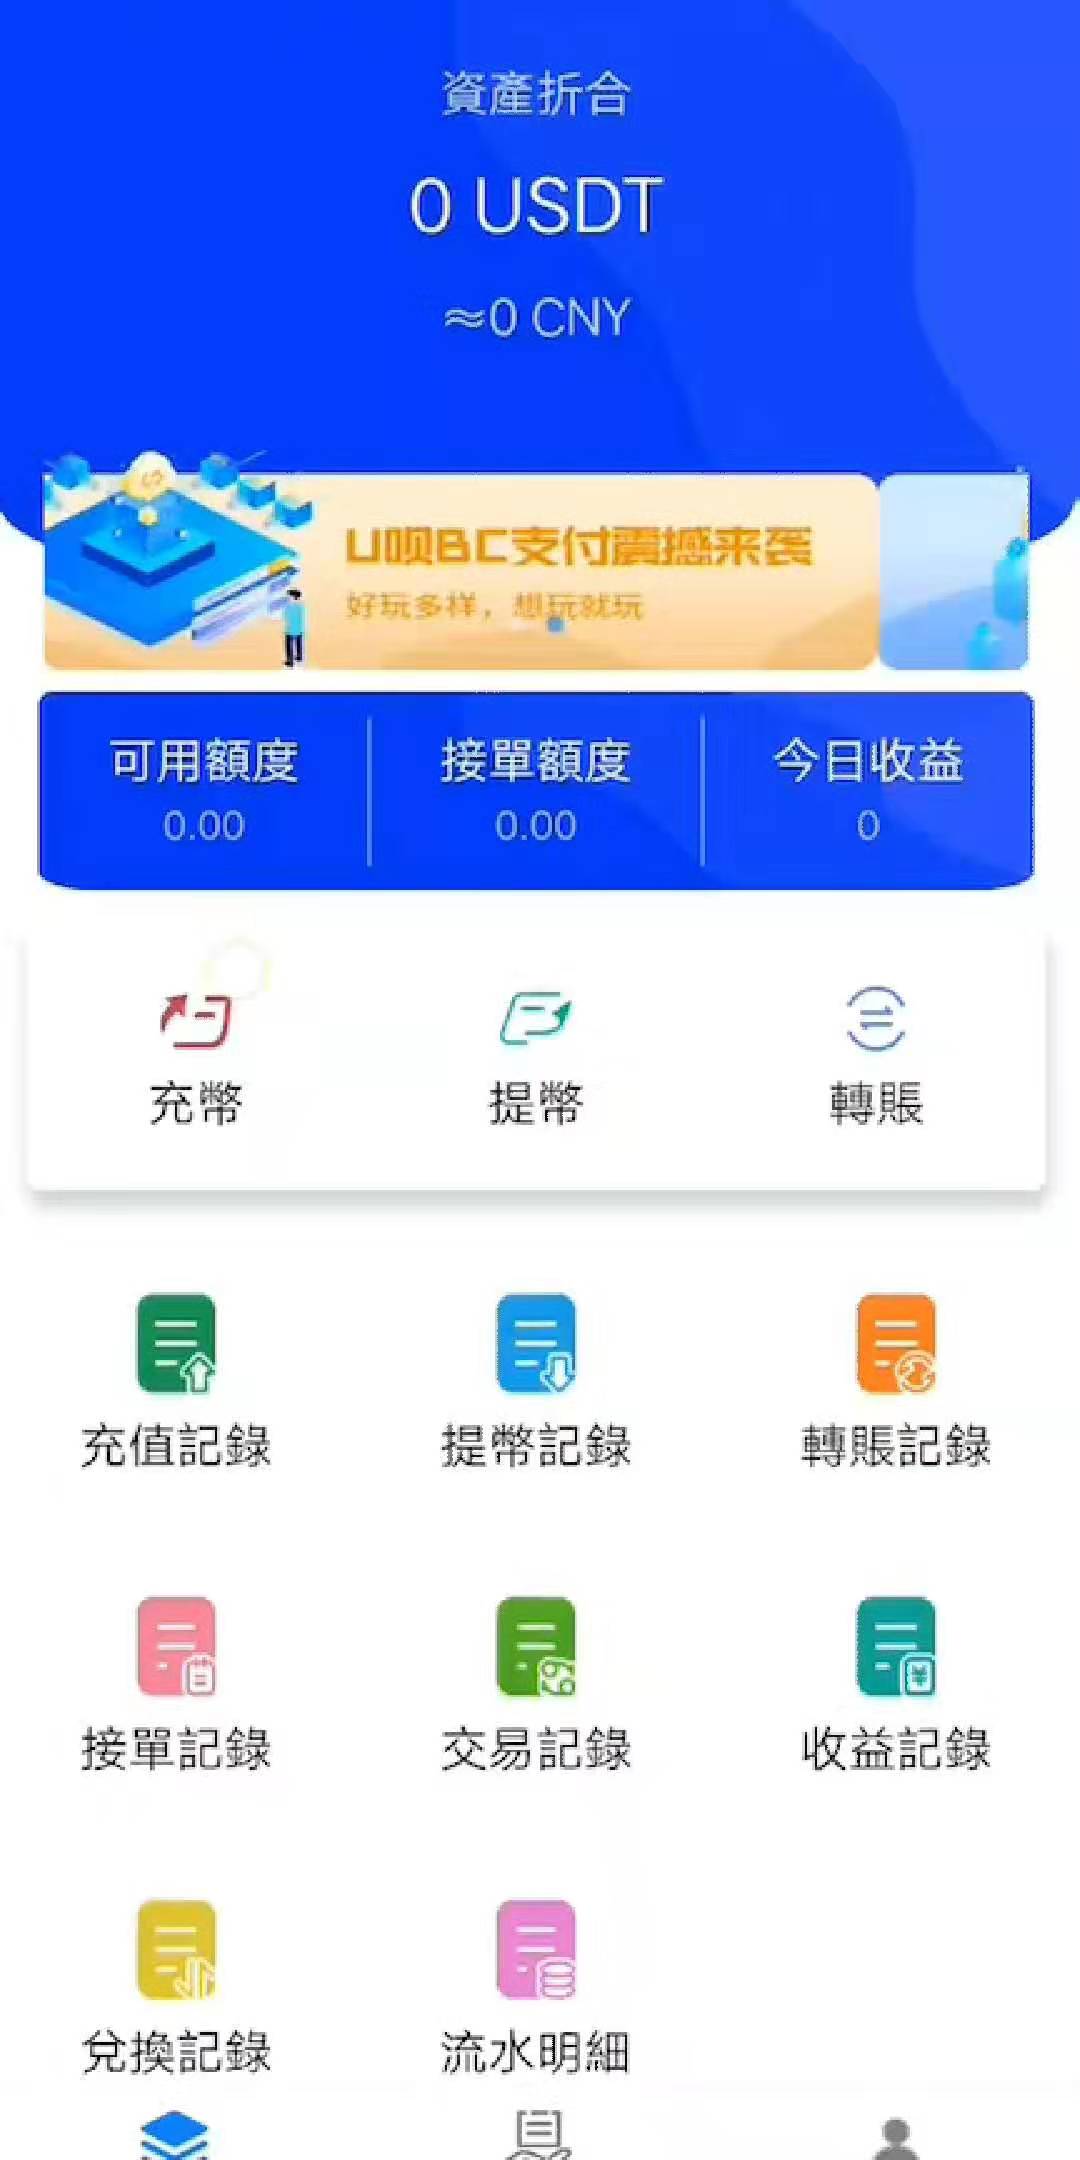 資產折合
0 USDT
≈0 CNY
U呗BC支付震撼来袭
好玩多样，想玩就玩
可用額度 接單額度 今日收益
0.00 0.00 0
充幣 提幣 轉賬
充值記錄 提幣記錄 轉賬記錄
接單記錄 交易記錄 收益記錄
兌換記錄 流水明細